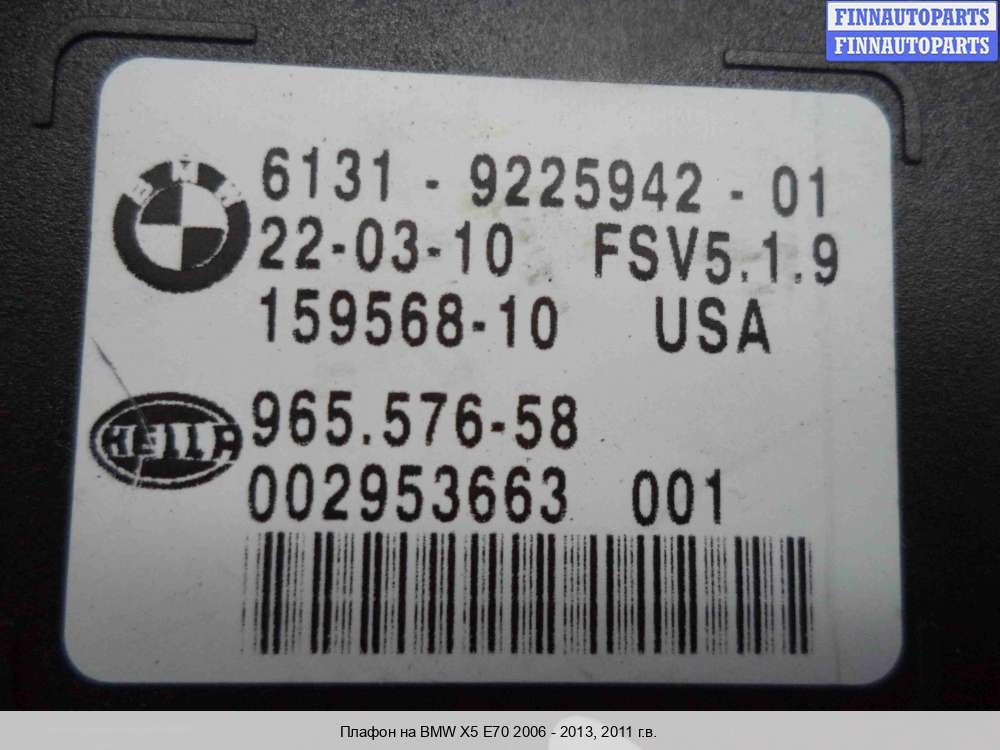 FINNAUTOPARTS
FINNAUTOPARTS
BMW
6131 - 9225942 - 01
22-03-10 FSV5.1.9
159568-10 USA
HELLA
965.576-58
002953663 001
Плафон на BMW X5 E70 2006 - 2013, 2011 г.в.